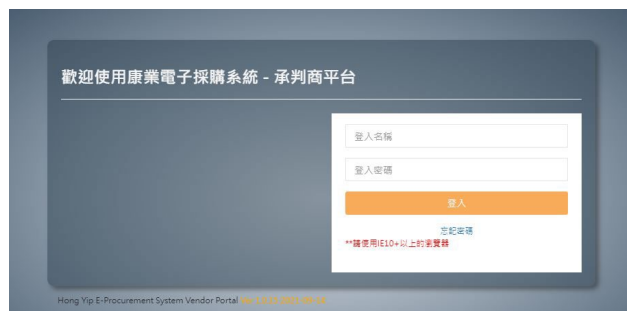 歡迎使用康業電子採購系統 - 承判商平台
登入名稱
登入密碼
登入
忘記密碼
**請使用IE10+以上的瀏覽器
Hong Yip E-Procurement System Vendor Portal